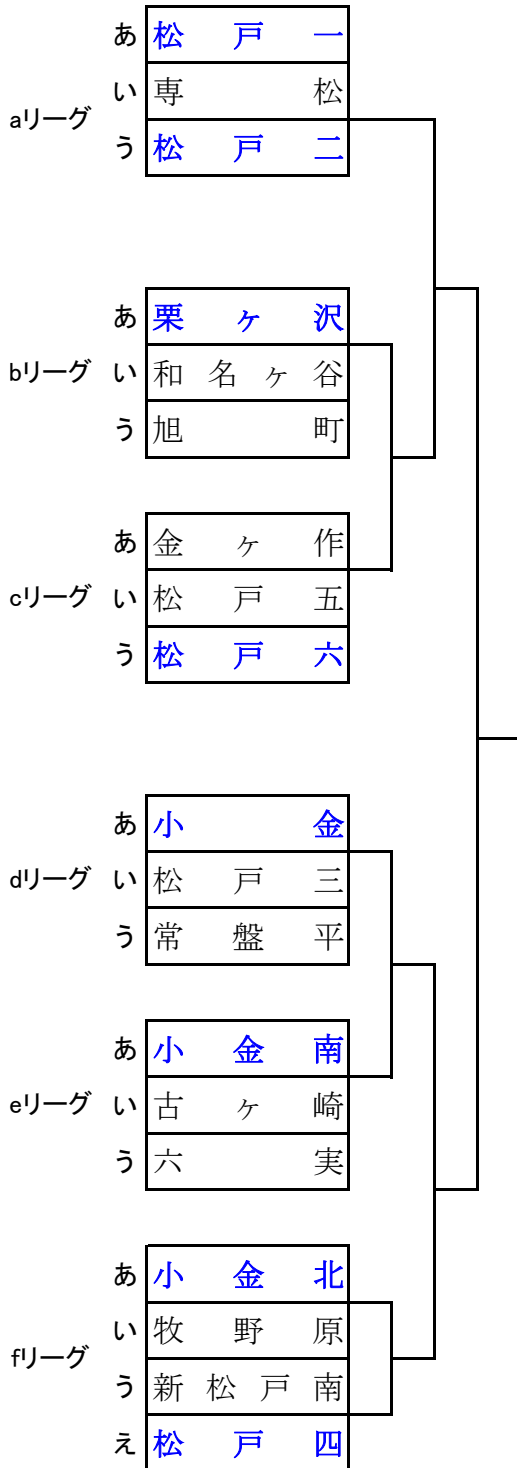 あ 松戸一
aリーグ い 専松
う 松戸二
あ 栗ヶ沢
bリーグ い 和名ヶ谷
う 旭町
あ 金ヶ作
cリーグ い 松戸五
う 松戸六
あ 小金
dリーグ い 松戸三
う 常盤平
あ 小金南
eリーグ い 古ヶ崎
う 六実
あ 小金北
い 牧野原
fリーグ
う 新松戸南
え 松戸四